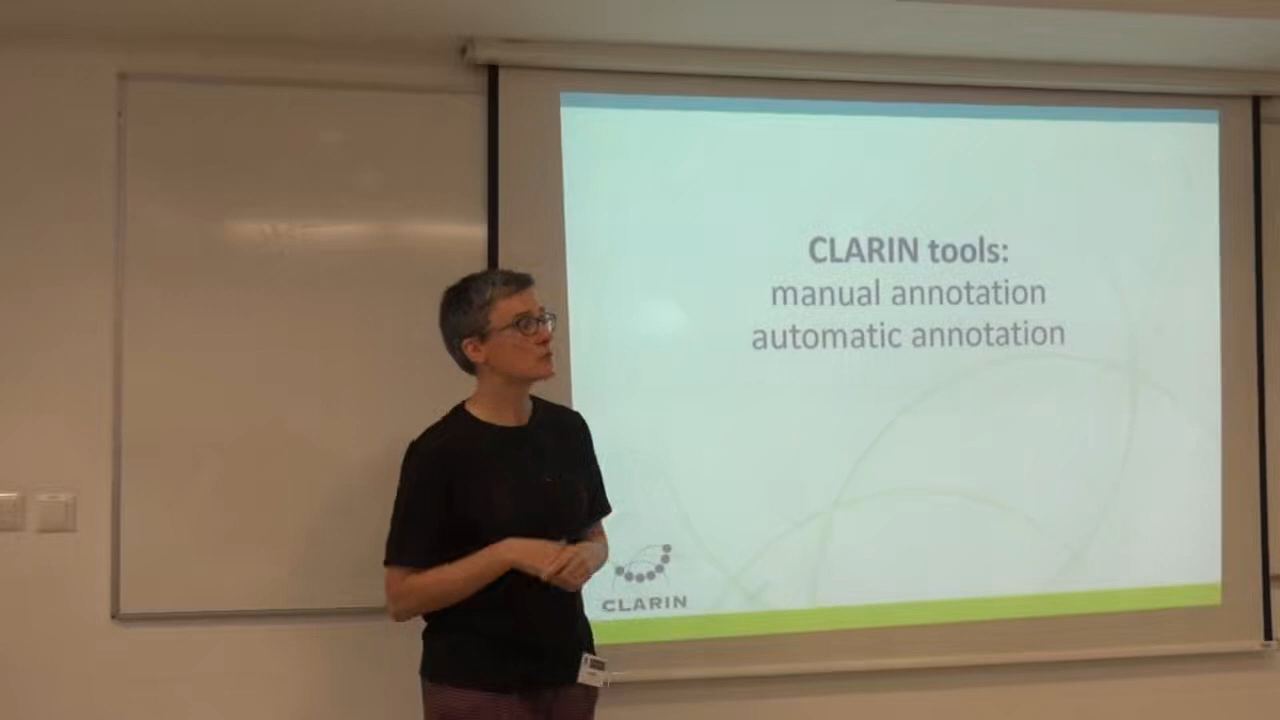 CLARIN tools:
manual annotation
automatic annotation
CLARIN